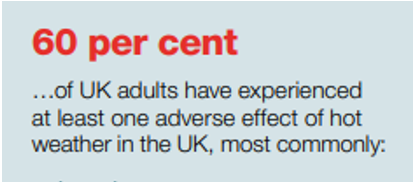 60 per cent
...of UK adults have experienced
at least one adverse effect of hot
weather in the UK, most commonly: